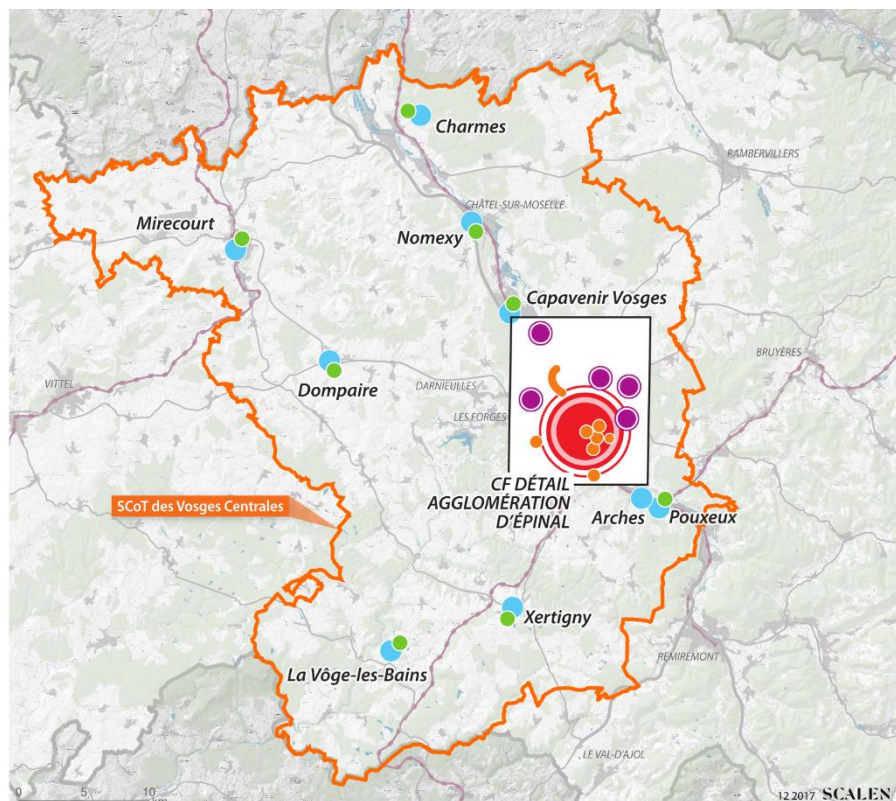 Charmes
RAMBERVILLERS
CHÂTEL-SUR-MOSELLE
Mirecourt
Nomexy
Capavenir Vosges
BRUYÈRES
VITTEL
Dompaire
DARNIEULLES
LES FORGES
CF DÉTAIL
AGGLOMÉRATION
D'ÉPINAL
SCoT des Vosges Centrales
Arches
Pouxeux
Xertigny
La Vôge-les-Bains
REMIREMONT
LE VAL-D'AJOL
0 5 10
km
12 2017 SCALEN